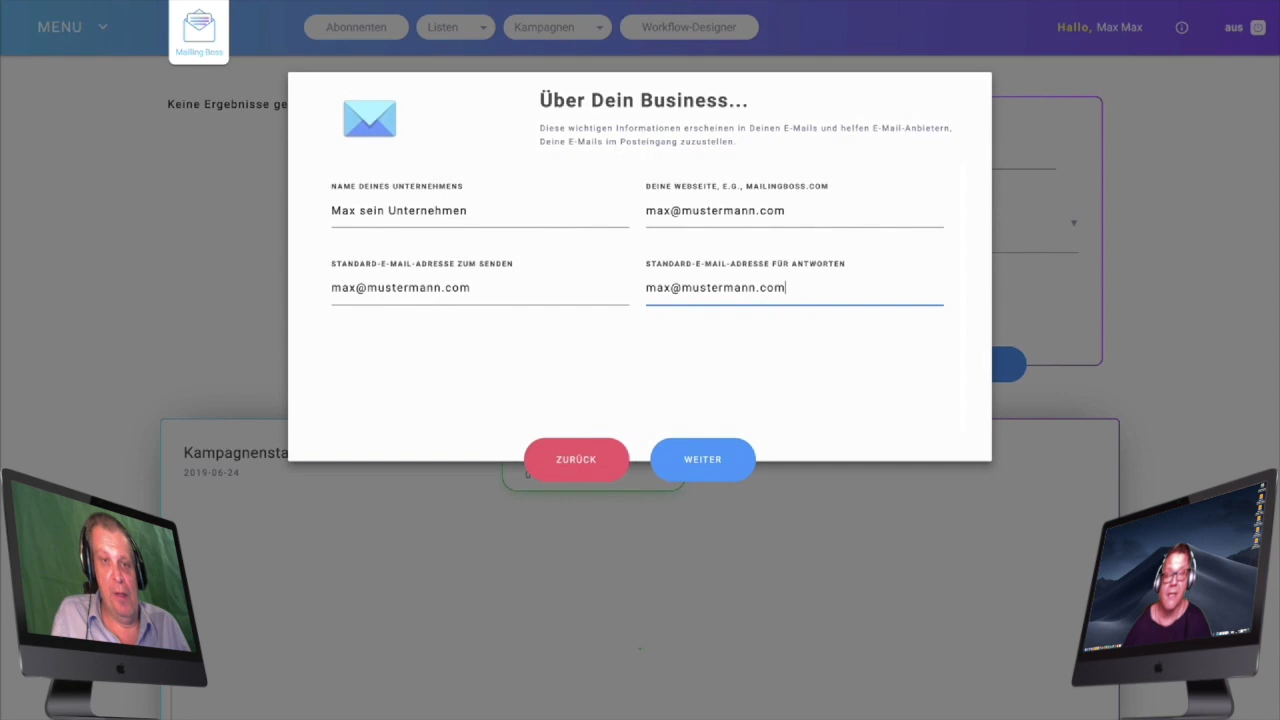 MENU
Mailing Boss
Abonnenten
Listen
Kampagnen
Workflow-Designer
Hallo, Max Max
aus
Keine Ergebnisse ge
Über Dein Business...
Diese wichtigen Informationen erscheinen in Deinen E-Mails und helfen E-Mail-Anbietern,
Deine E-Mails im Posteingang zuzustellen.
NAME DEINES UNTERNEHMENS
DEINE WEBSEITE, E.G., MAILINGBOSS.COM
Max sein Unternehmen
max@mustermann.com
STANDARD-E-MAIL-ADRESSE ZUM SENDEN
STANDARD-E-MAIL-ADRESSE FÜR ANTWORTEN
max@mustermann.com
max@mustermann.com
ZURÜCK
WEITER
Kampagnensta
2019-06-24